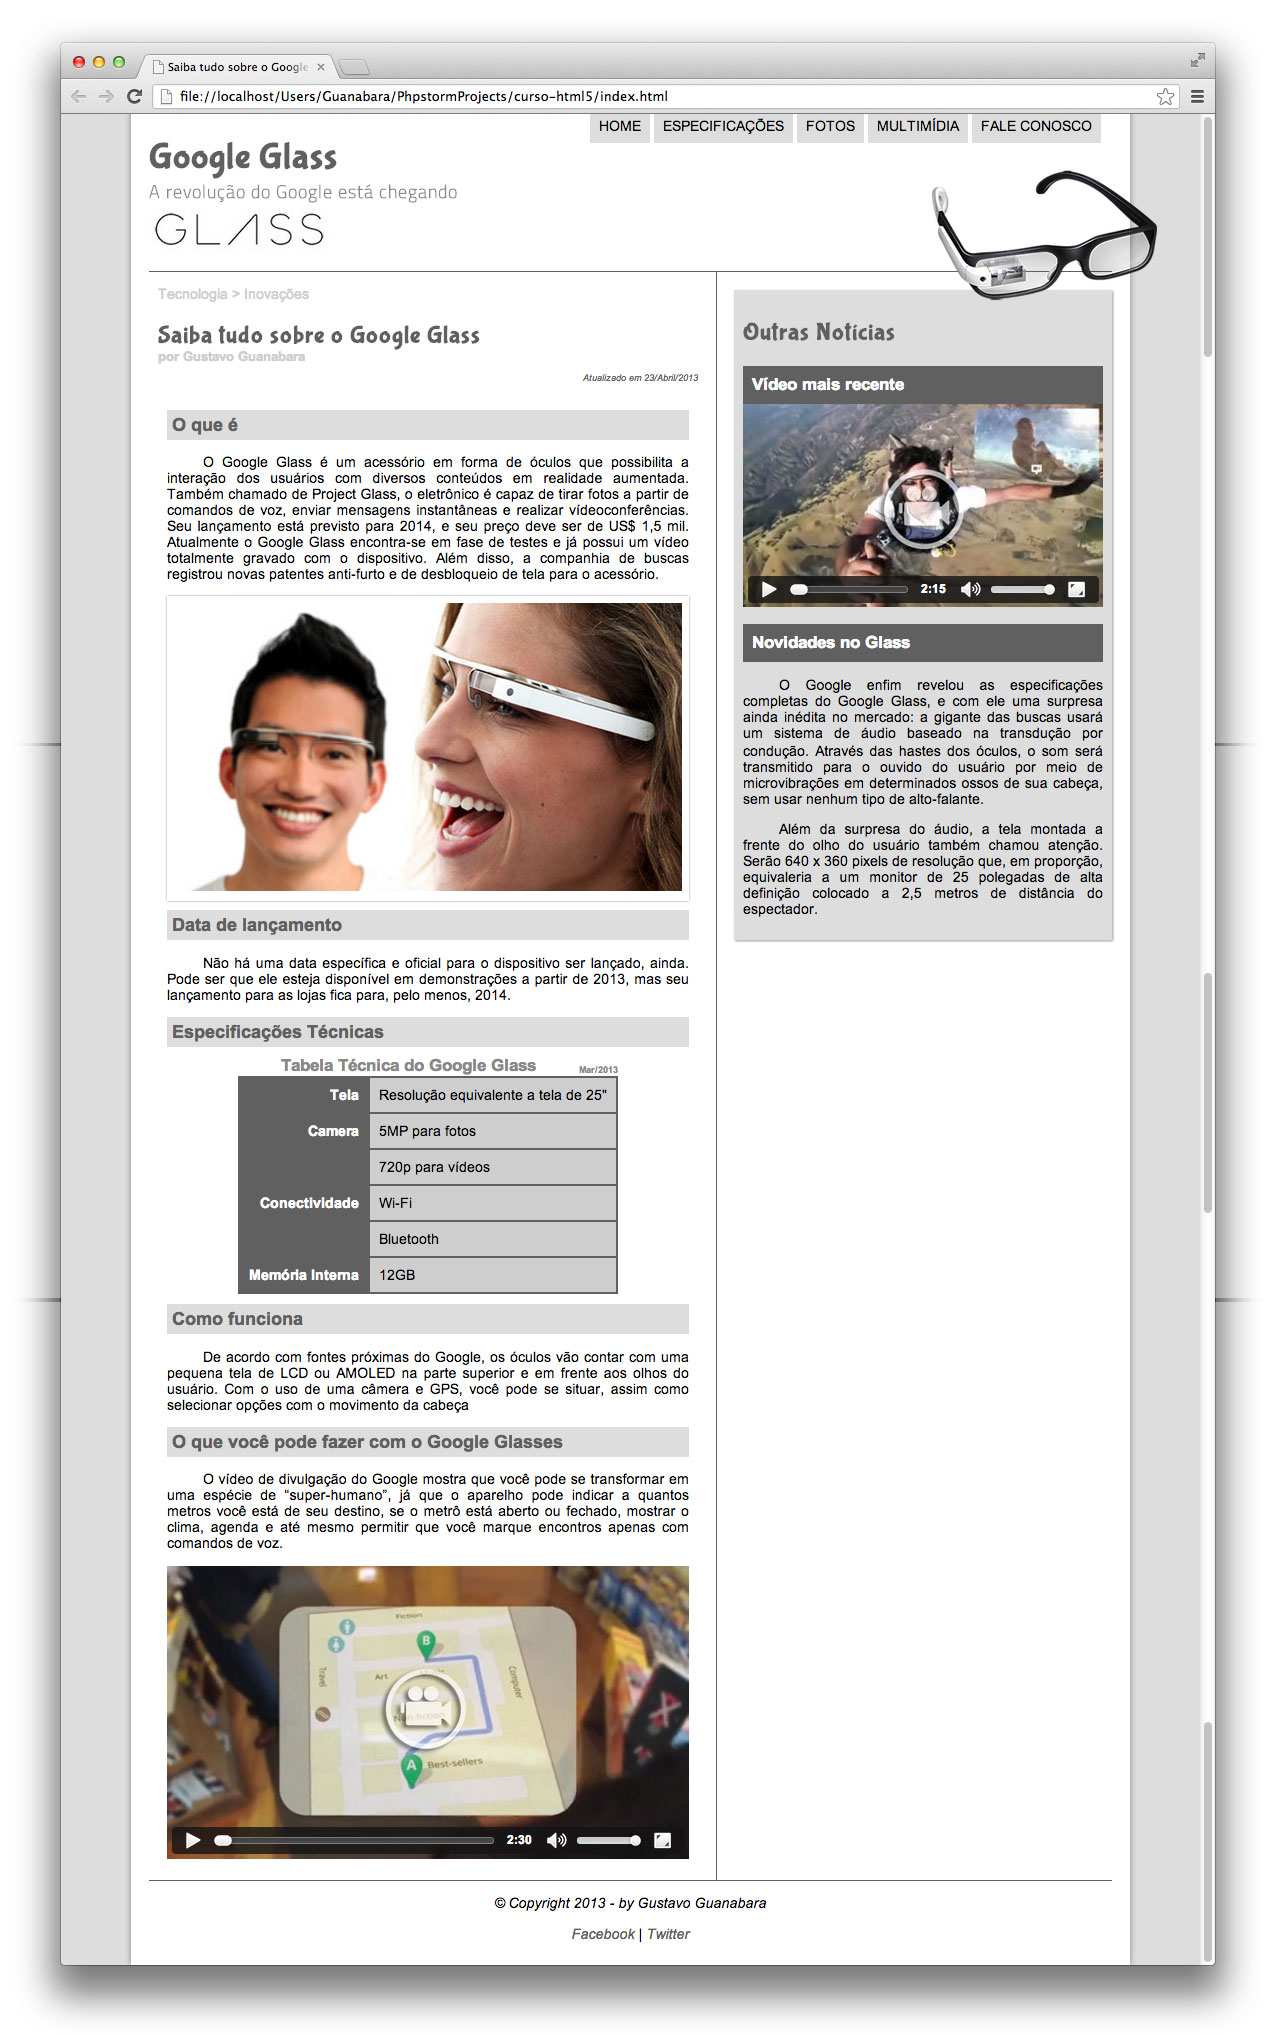 Saiba tudo sobre o Google
file://localhost/Users/Guanabara/PhpstormProjects/curso-html5/index.html
HOME ESPECIFICAÇÕES FOTOS MULTIMÍDIA FALE CONOSCO
Google Glass
A revolução do Google está chegando
GLASS
Tecnologia > Inovações
Saiba tudo sobre o Google Glass
por Gustavo Guanabara
Atualizado em 23/Abril/2013
O que é
O Google Glass é um acessório em forma de óculos que possibilita a
interação dos usuários com diversos conteúdos em realidade aumentada.
Também chamado de Project Glass, o eletrônico é capaz de tirar fotos a partir de
comandos de voz, enviar mensagens instantâneas e realizar vídeoconferências.
Seu lançamento está previsto para 2014, e seu preço deve ser de US$ 1,5 mil.
Atualmente o Google Glass encontra-se em fase de testes e já possui um vídeo
totalmente gravado com o dispositivo. Além disso, a companhia de buscas
registrou novas patentes anti-furto e de desbloqueio de tela para o acessório.
Data de lançamento
Não há uma data específica e oficial para o dispositivo ser lançado, ainda.
Pode ser que ele esteja disponível em demonstrações a partir de 2013, mas seu
lançamento para as lojas fica para, pelo menos, 2014.
Especificações Técnicas
Tabela Técnica do Google Glass Mar/2013
Tela Resolução equivalente a tela de 25"
Camera 5MP para fotos
720p para vídeos
Conectividade Wi-Fi
Bluetooth
Memória Interna 12GB
Como funciona
De acordo com fontes próximas do Google, os óculos vão contar com uma
pequena tela de LCD ou AMOLED na parte superior e em frente aos olhos do
usuário. Com o uso de uma câmera e GPS, você pode se situar, assim como
selecionar opções com o movimento da cabeça
O que você pode fazer com o Google Glasses
O vídeo de divulgação do Google mostra que você pode se transformar em
uma espécie de “super-humano”, já que o aparelho pode indicar a quantos
metros você está de seu destino, se o metrô está aberto ou fechado, mostrar o
clima, agenda e até mesmo permitir que você marque encontros apenas com
comandos de voz.
Fiction
B
Travel
Art
Computer
Non-fiction
A
Best-sellers
2:30
Outras Notícias
Vídeo mais recente
2:15
Novidades no Glass
O Google enfim revelou as especificações
completas do Google Glass, e com ele uma surpresa
ainda inédita no mercado: a gigante das buscas usará
um sistema de áudio baseado na transdução por
condução. Através das hastes dos óculos, o som será
transmitido para o ouvido do usuário por meio de
microvibrações em determinados ossos de sua cabeça,
sem usar nenhum tipo de alto-falante.
Além da surpresa do áudio, a tela montada a
frente do olho do usuário também chamou atenção.
Serão 640 x 360 pixels de resolução que, em proporção,
equivaleria a um monitor de 25 polegadas de alta
definição colocado a 2,5 metros de distância do
espectador.
© Copyright 2013 - by Gustavo Guanabara
Facebook | Twitter